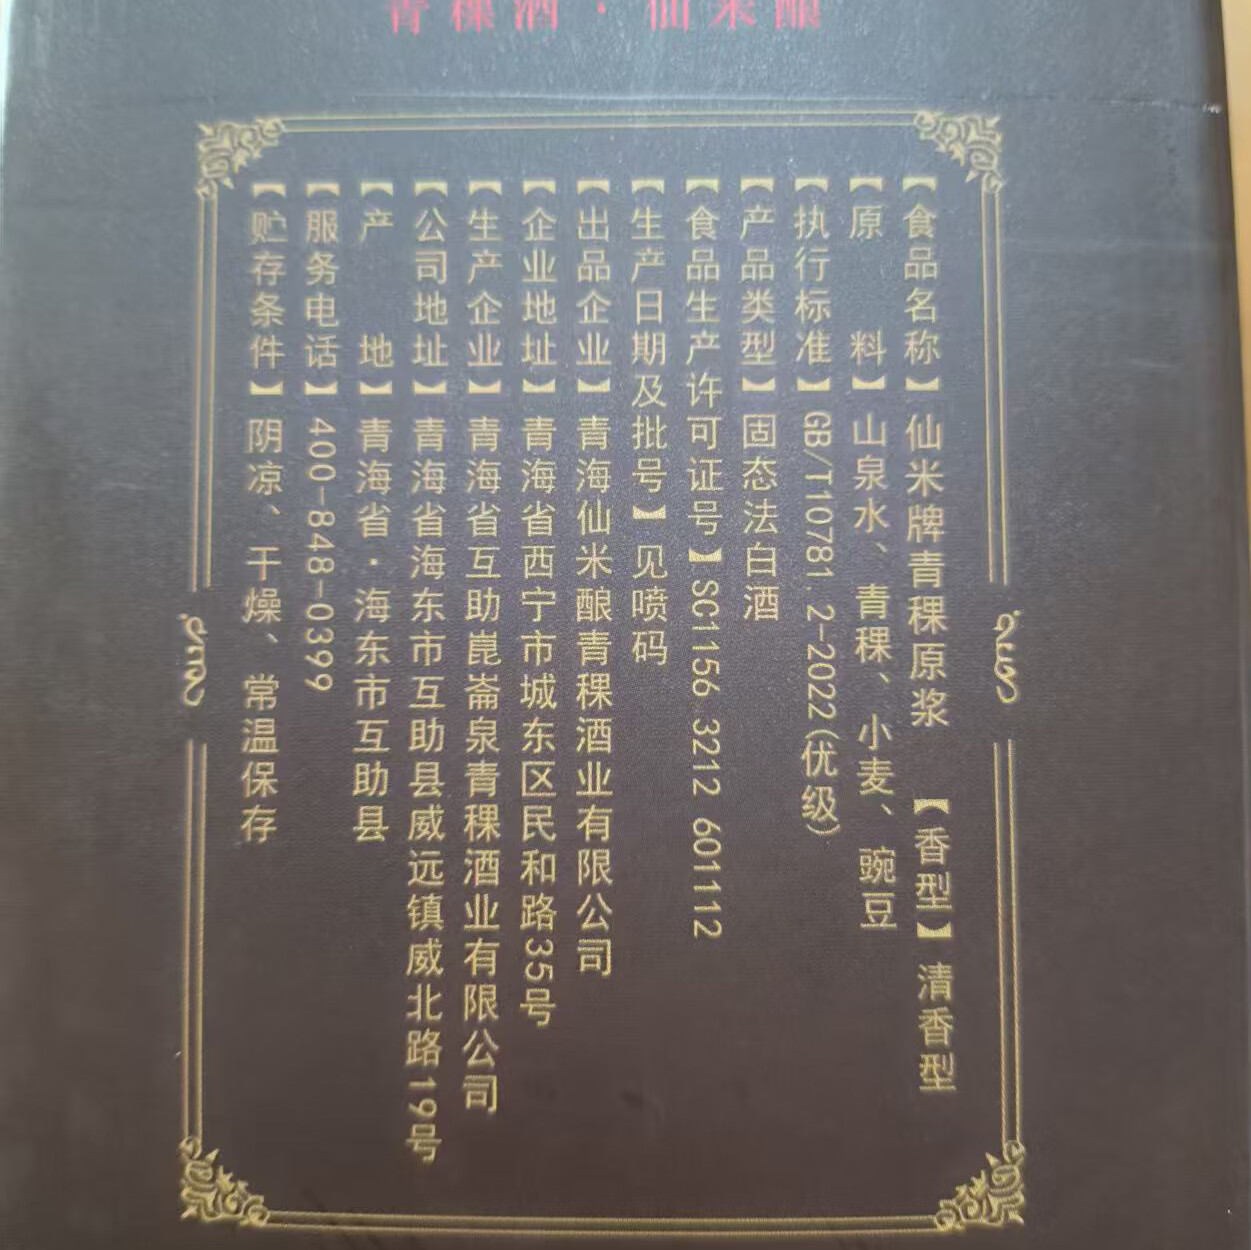 青稞酒·仙米酿
【食品名称】仙米牌青稞原浆 【香型】清香型
【原 料】山泉水、青稞、小麦、豌豆
【执行标准】GB/T10781.2-2022(优级)
【产品类型】固态法白酒
【食品生产许可证号】SC1156 3212 601112
【生产日期及批号】见喷码
【出品企业】青海仙米酿青稞酒业有限公司
【企业地址】青海省西宁市城东区民和路35号
【生产企业】青海省互助崑崙泉青稞酒业有限公司
【公司地址】青海省海东市互助县威远镇威北路19号
【产 地】青海省·海东市互助县
【服务电话】400-848-0399
【贮存条件】阴凉、干燥、常温保存